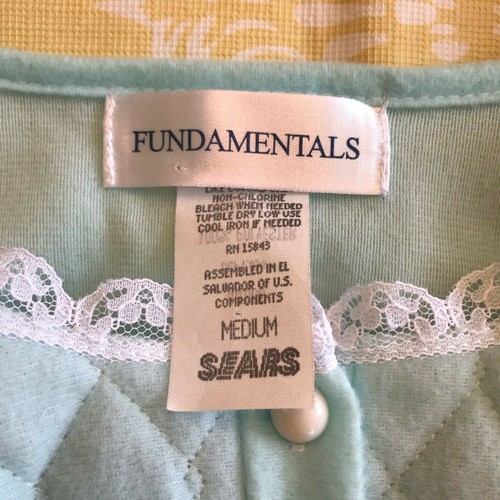 FUNDAMENTALS
NON-CHLORINE
BLEACH WHEN NEEDED
TUMBLE DRY LOW USE
COOL IRON IF NEEDED
RN 15843
ASSEMBLED IN EL
SALVADOR OF U.S.
COMPONENTS
MEDIUM
SEARS